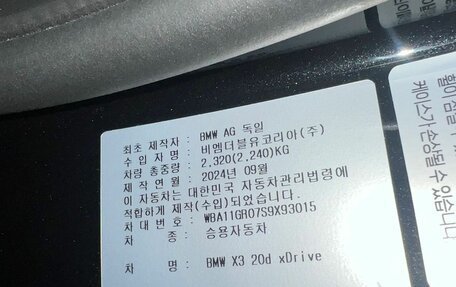 최초 제작자 : BMW AG 독일
수 입 자 명 : 비엠더블유코리아(주)
차량 총중량 : 2,320(2,240)KG
제 작 연 월 : 2024년 09월
이 자동차는 대한민국 자동차관리법령에
적합하게 제작(수입)되었습니다.
차 대 번 호 : WBA11GR07S9X93015
차 종 : 승용자동차
차 명 : BMW X3 20d xDrive
케이스가 손상될 수 있습니다